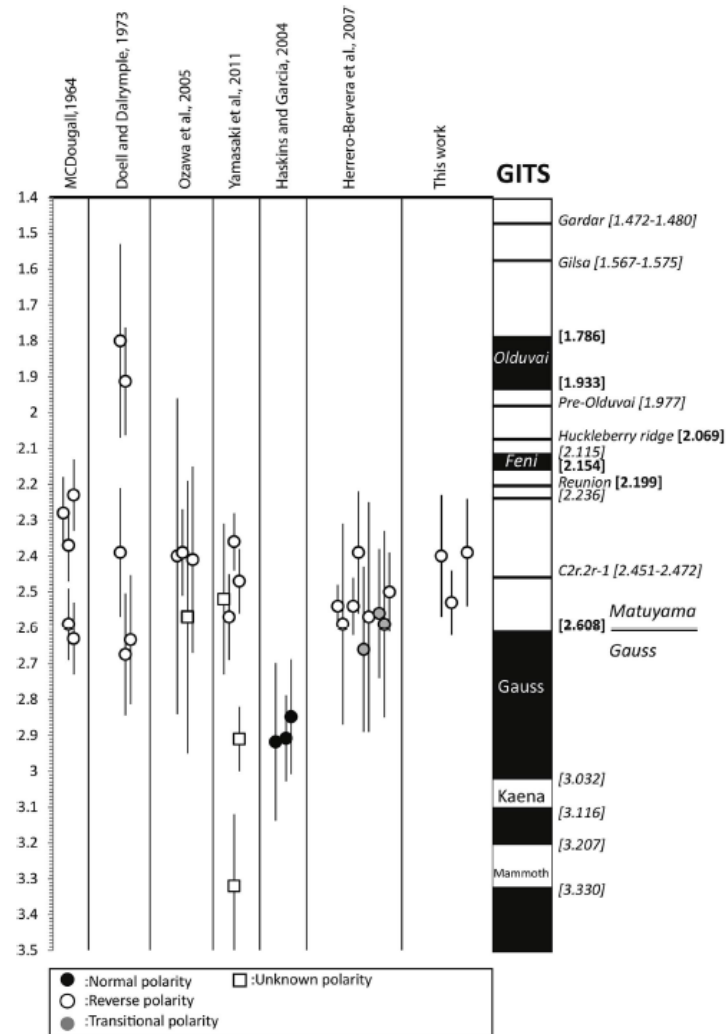 MCDougall,1964
Doell and Dalrymple, 1973
Ozawa et al., 2005
Yamasaki et al., 2011
Haskins and Garcia, 2004
Herrero-Bervera et al., 2007
This work
GITS
1.4
1.5
1.6
1.7
1.8
1.9
2
2.1
2.2
2.3
2.4
2.5
2.6
2.7
2.8
2.9
3
3.1
3.2
3.3
3.4
3.5
Gardar [1.472-1.480]
Gilsa [1.567-1.575]
[1.786]
Olduvai
[1.933]
Pre-Olduvai [1.977]
Huckleberry ridge [2.069]
[2.115]
Feni
[2.154]
Reunion [2.199]
[2.236]
C2r.2r-1 [2.451-2.472]
[2.608]
Matuyama
Gauss
Gauss
[3.032]
Kaena
[3.116]
[3.207]
Mammoth
[3.330]
:Normal polarity
:Unknown polarity
:Reverse polarity
:Transitional polarity